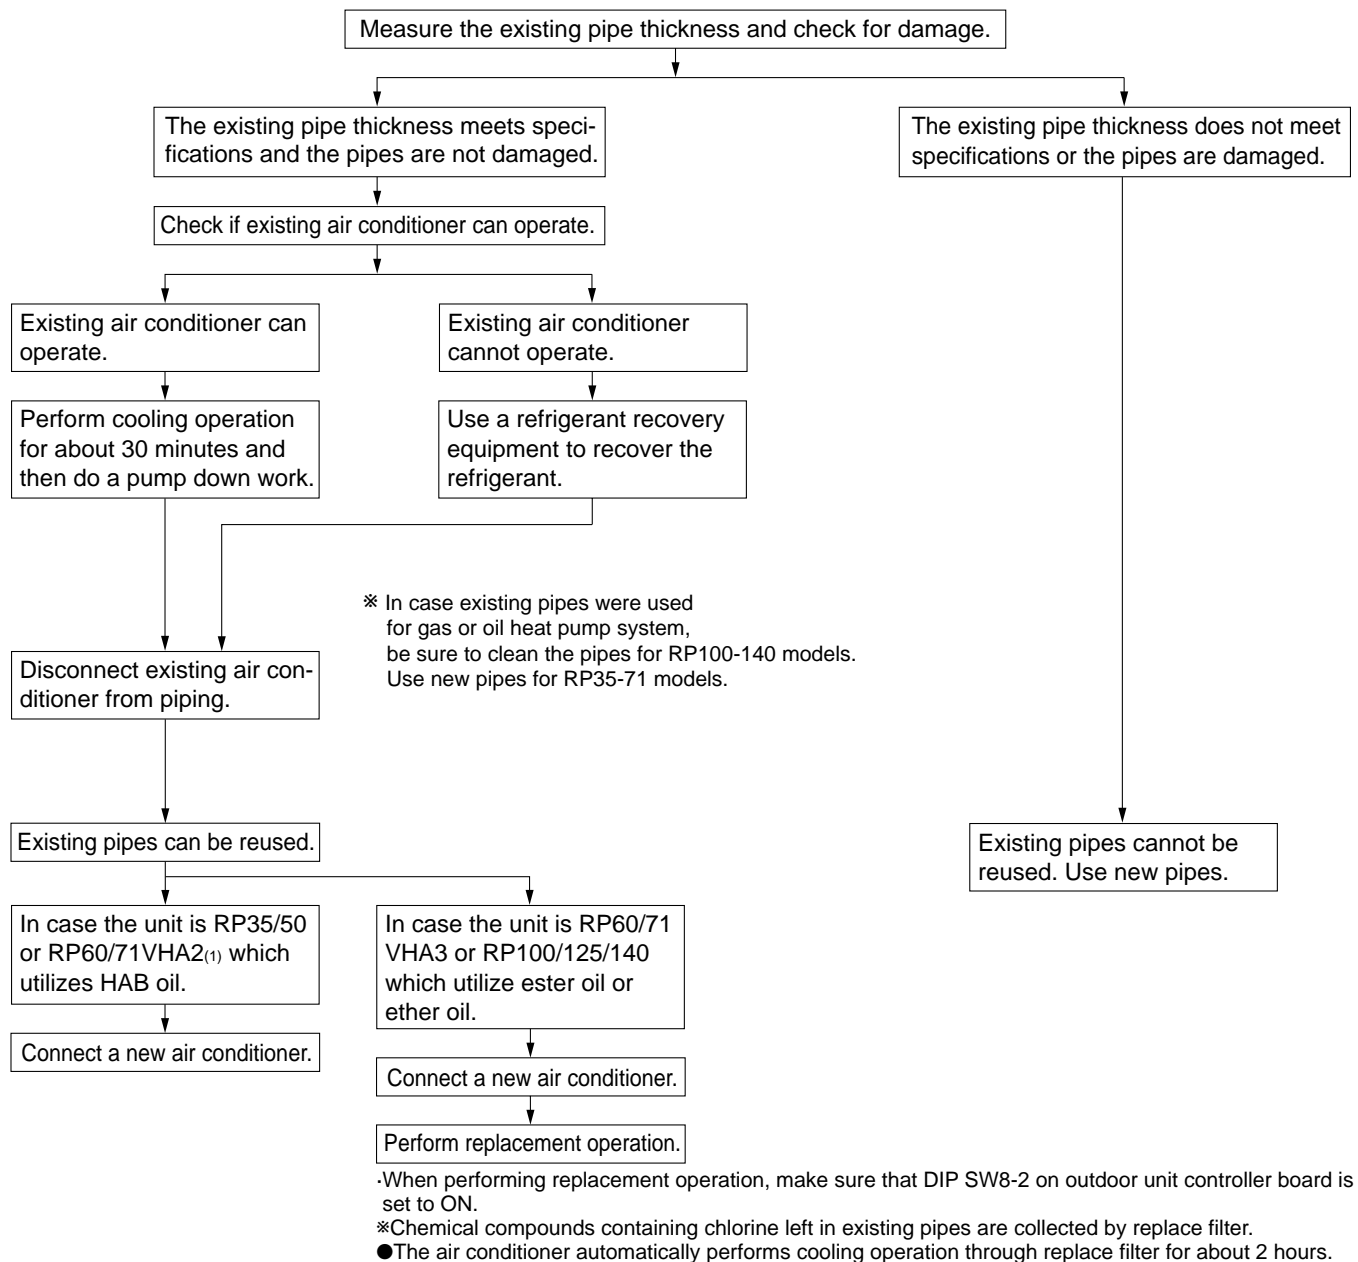 Measure the existing pipe thickness and check for damage.
The existing pipe thickness meets speci-
fications and the pipes are not damaged.
The existing pipe thickness does not meet
specifications or the pipes are damaged.
Check if existing air conditioner can operate.
Existing air conditioner can
operate.
Existing air conditioner
cannot operate.
Perform cooling operation
for about 30 minutes and
then do a pump down work.
Use a refrigerant recovery
equipment to recover the
refrigerant.
※ In case existing pipes were used
for gas or oil heat pump system,
be sure to clean the pipes for RP100-140 models.
Use new pipes for RP35-71 models.
Disconnect existing air con-
ditioner from piping.
Existing pipes can be reused.
Existing pipes cannot be
reused. Use new pipes.
In case the unit is RP35/50
or RP60/71VHA2(1) which
utilizes HAB oil.
In case the unit is RP60/71
VHA3 or RP100/125/140
which utilize ester oil or
ether oil.
Connect a new air conditioner.
Connect a new air conditioner.
Perform replacement operation.
·When performing replacement operation, make sure that DIP SW8-2 on outdoor unit controller board is
set to ON.
※Chemical compounds containing chlorine left in existing pipes are collected by replace filter.
●The air conditioner automatically performs cooling operation through replace filter for about 2 hours.